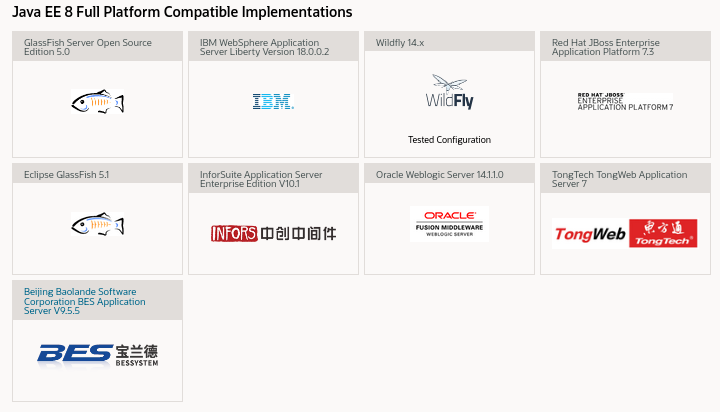 Java EE 8 Full Platform Compatible Implementations
GlassFish Server Open Source
Edition 5.0
IBM WebSphere Application
Server Liberty Version 18.0.0.2
IBM
Wildfly 14.x
WildFly
Tested Configuration
Red Hat JBoss Enterprise
Application Platform 7.3
RED HAT JBOSS
ENTERPRISE
APPLICATION PLATFORM 7
Eclipse GlassFish 5.1
InforSuite Application Server
Enterprise Edition V10.1
INFORS 中创中间件
Oracle Weblogic Server 14.1.1.0
ORACLE
FUSION MIDDLEWARE
WEBLOGIC SERVER
TongTech TongWeb Application
Server 7
TongWeb
东方通
TongTech
Beijing Baolande Software
Corporation BES Application
Server V9.5.5
BES 宝兰德
BESSYSTEM